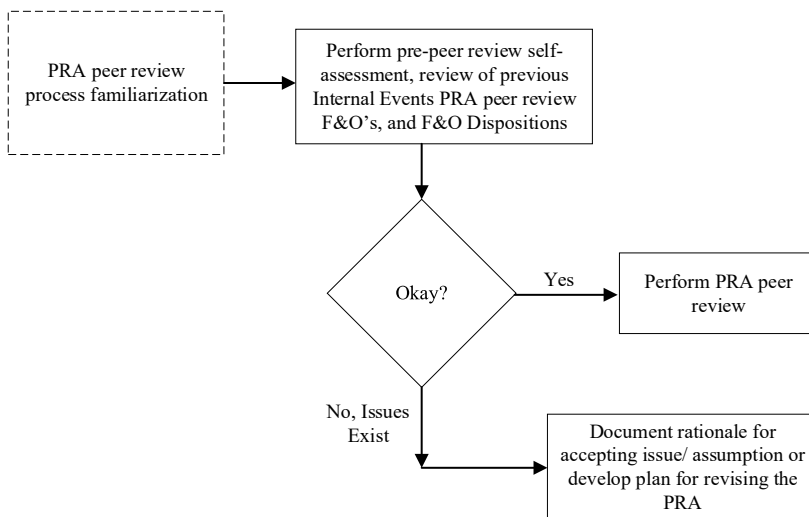 PRA peer review
process familiarization
Perform pre-peer review self-
assessment, review of previous
Internal Events PRA peer review
F&O’s, and F&O Dispositions
Okay?
Yes
Perform PRA peer
review
No, Issues
Exist
Document rationale for
accepting issue/ assumption or
develop plan for revising the
PRA